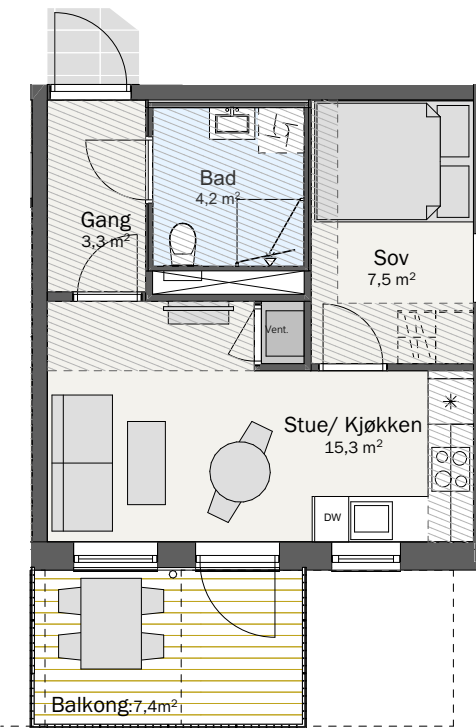 Bad
4,2 m²
Gang
3,3 m²
Sov
7,5 m²
Vent.
Stue/ Kjøkken
15,3 m²
DW
Balkong:7,4m²